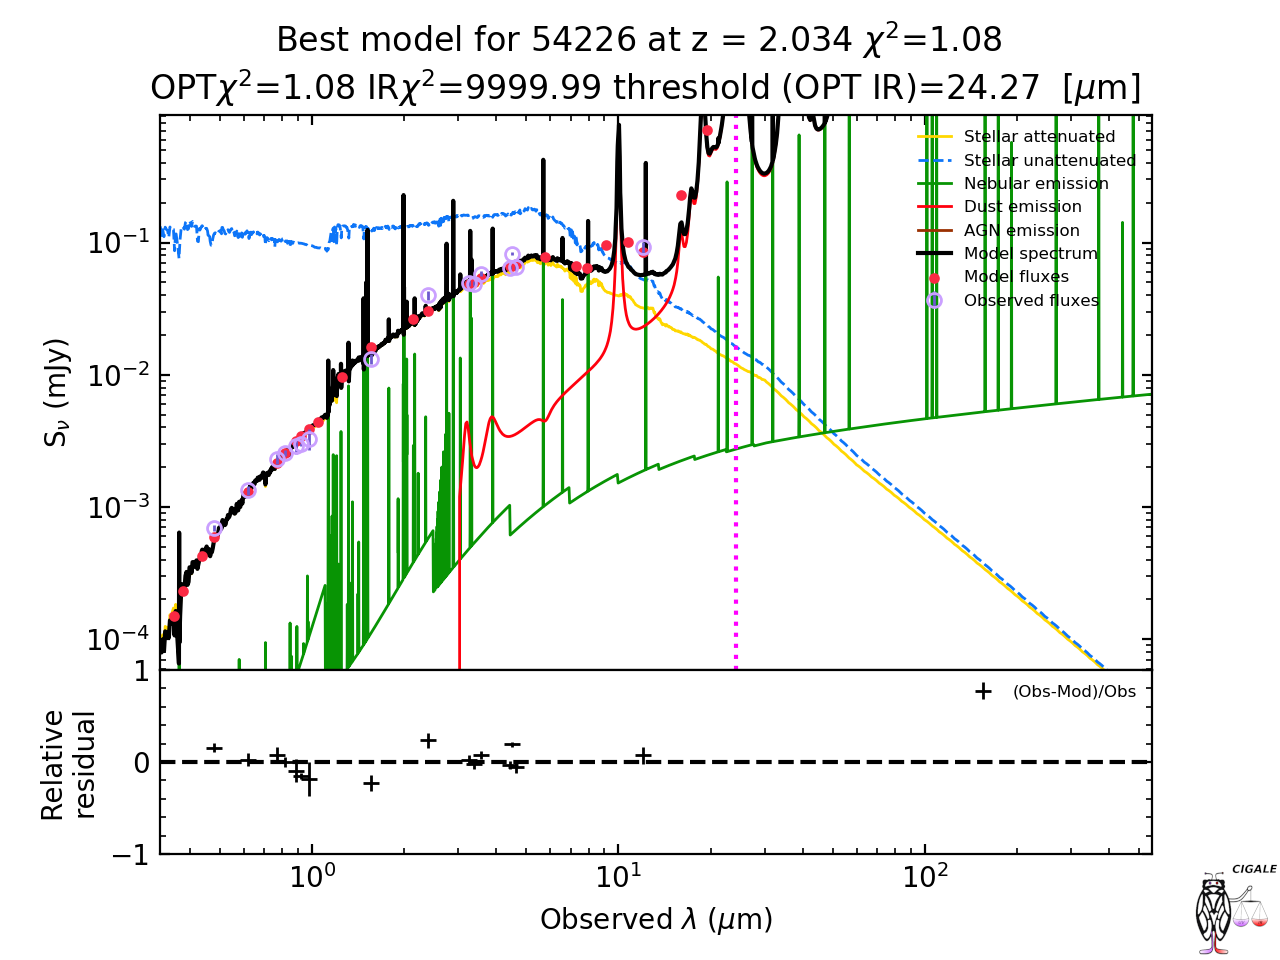 Best model for 54226 at z = 2.034 χ²=1.08
OPTχ²=1.08 IRχ²=9999.99 threshold (OPT IR)=24.27 [μm]
Stellar attenuated
Stellar unattenuated
Nebular emission
Dust emission
AGN emission
Model spectrum
Model fluxes
Observed fluxes
S_ν (mJy)
10⁻¹
10⁻²
10⁻³
10⁻⁴
1
0
−1
Relative
residual
(Obs-Mod)/Obs
10⁰ 10¹ 10²
Observed λ (μm)
CIGALE